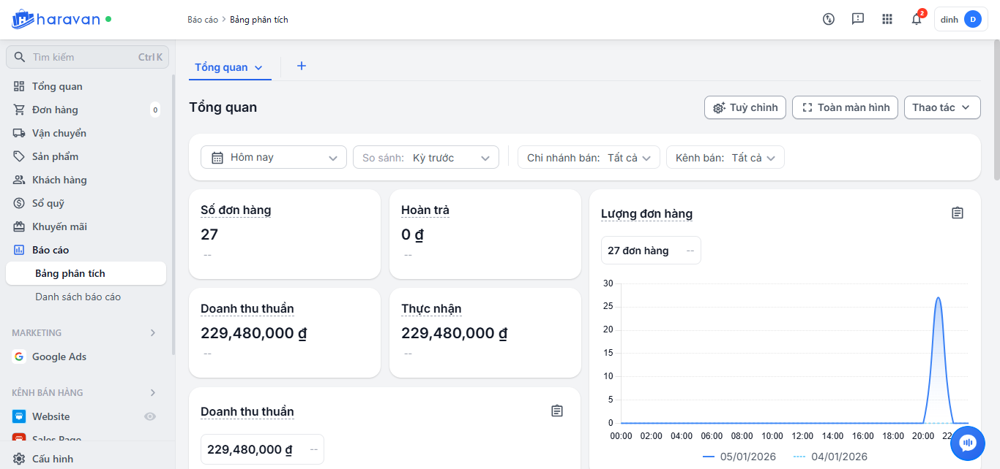 haravan
Báo cáo > Bảng phân tích
2
dinh D
Tìm kiếm Ctrl K
Tổng quan
Đơn hàng 0
Vận chuyển
Sản phẩm
Khách hàng
Sổ quỹ
Khuyến mãi
Báo cáo
Bảng phân tích
Danh sách báo cáo
MARKETING
Google Ads
KÊNH BÁN HÀNG
Website
Sales Page
Cấu hình
Tổng quan
+
Tổng quan
Tuỳ chỉnh
Toàn màn hình
Thao tác
Hôm nay
So sánh: Kỳ trước
Chi nhánh bán: Tất cả
Kênh bán: Tất cả
Số đơn hàng
27
--
Hoàn trả
0 ₫
--
Doanh thu thuần
229,480,000 ₫
--
Thực nhận
229,480,000 ₫
--
Doanh thu thuần
229,480,000 ₫ --
Lượng đơn hàng
27 đơn hàng --
30
25
20
15
10
5
0
00:00 02:00 04:00 06:00 08:00 10:00 12:00 14:00 16:00 18:00 20:00 22
05/01/2026 04/01/2026